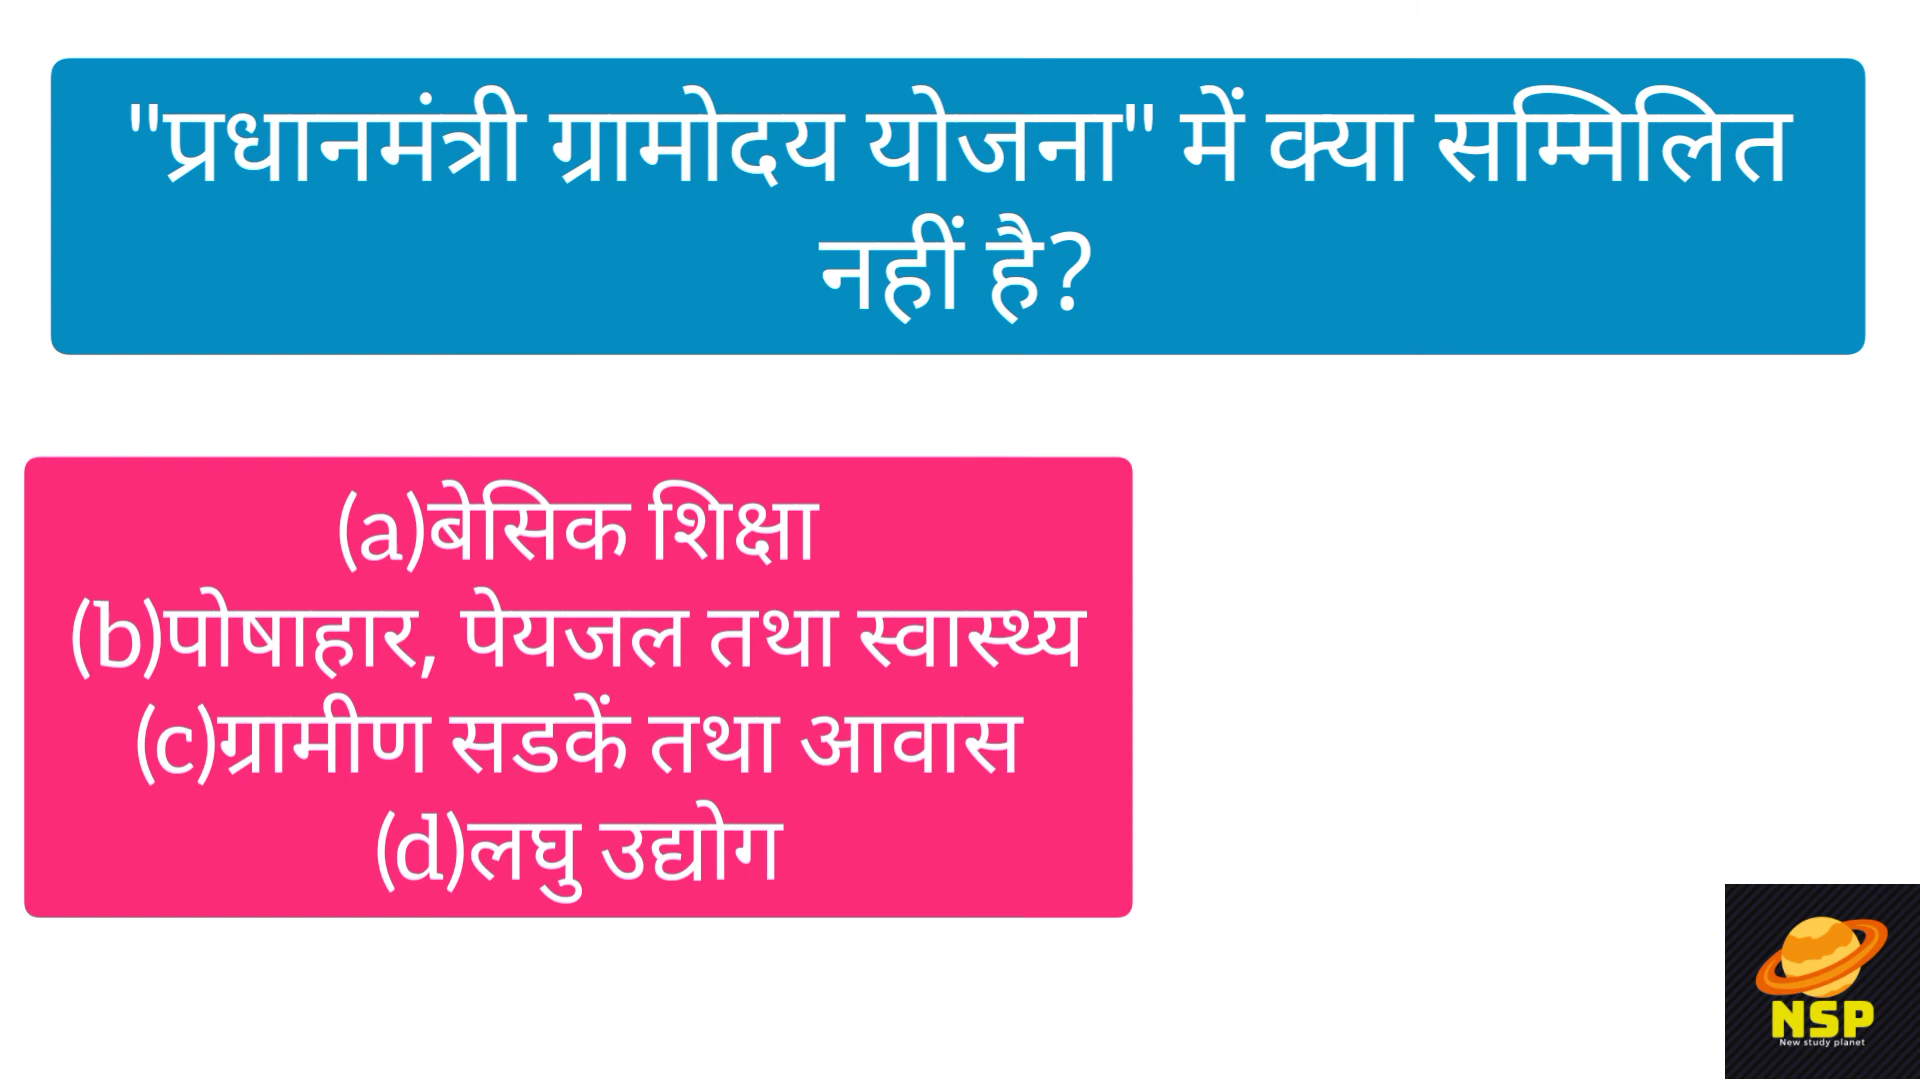 "प्रधानमंत्री ग्रामोदय योजना" में क्या सम्मिलित
नहीं है?
(a)बेसिक शिक्षा
(b)पोषाहार, पेयजल तथा स्वास्थ्य
(c)ग्रामीण सडकें तथा आवास
(d)लघु उद्योग
NSP
New study planet